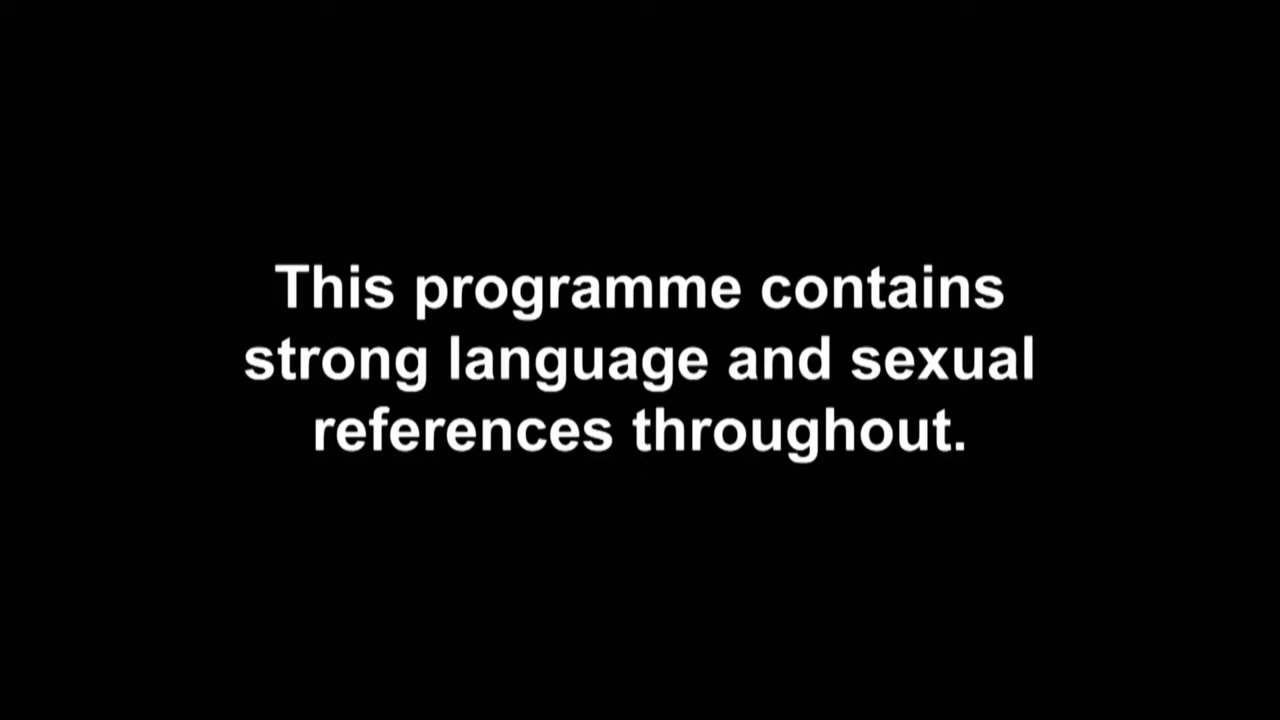 This programme contains
strong language and sexual
references throughout.